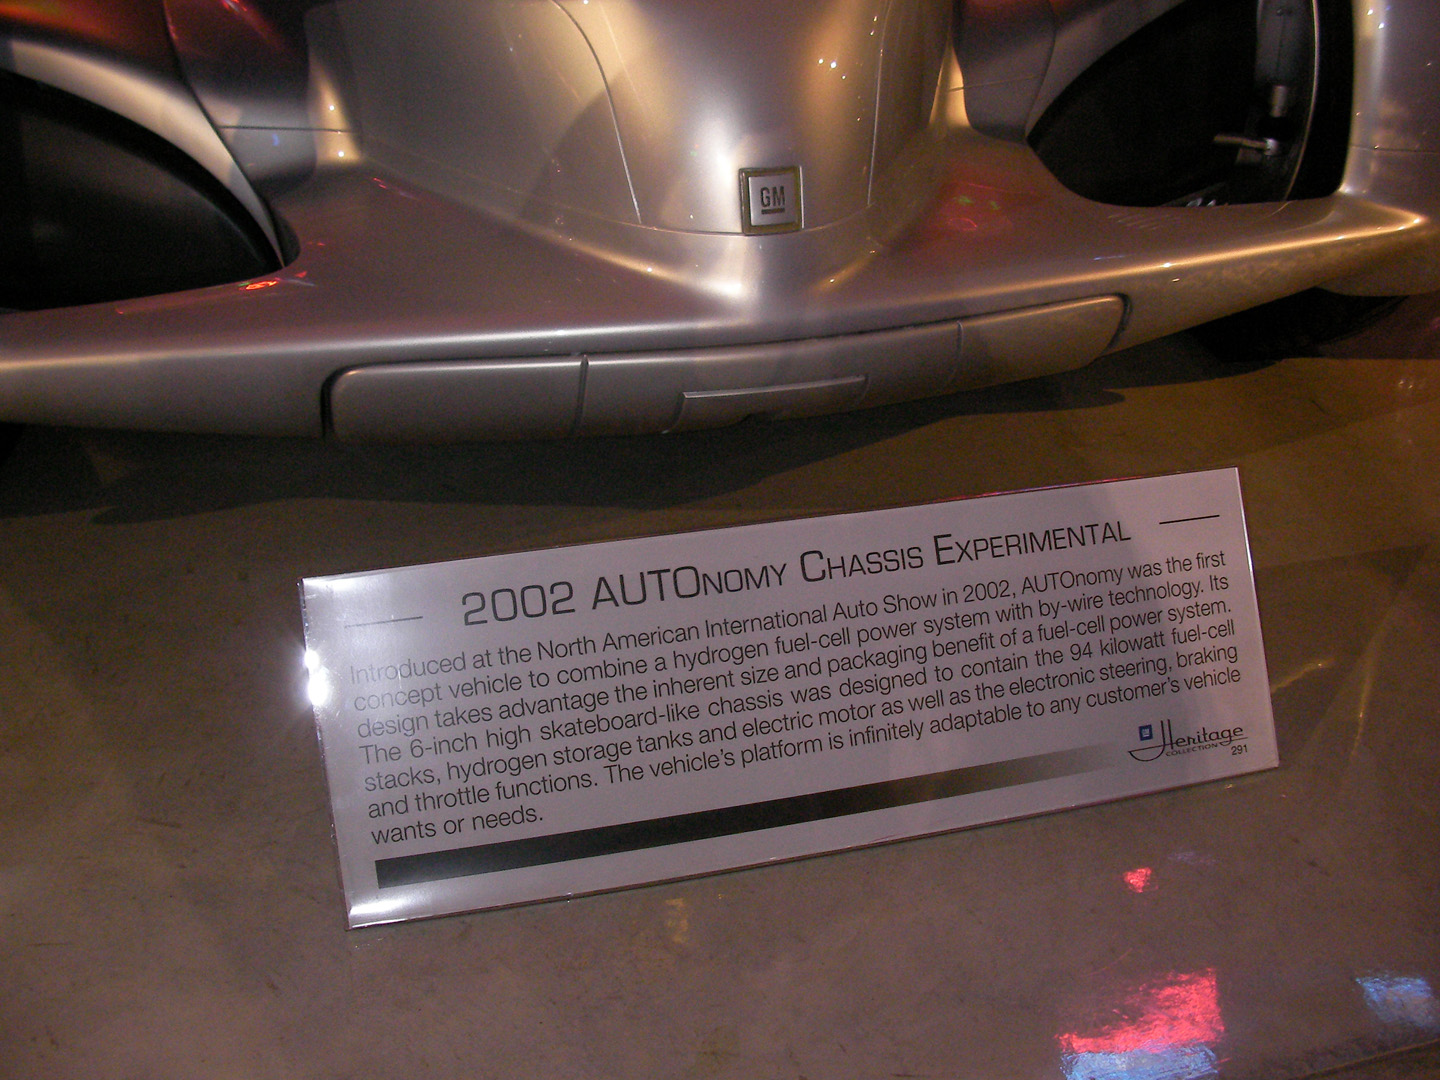 GM
2002 AUTONOMY CHASSIS EXPERIMENTAL
Introduced at the North American International Auto Show in 2002, AUTOnomy was the first
concept vehicle to combine a hydrogen fuel-cell power system with by-wire technology. Its
design takes advantage the inherent size and packaging benefit of a fuel-cell power system.
The 6-inch high skateboard-like chassis was designed to contain the 94 kilowatt fuel-cell
stacks, hydrogen storage tanks and electric motor as well as the electronic steering, braking
and throttle functions. The vehicle's platform is infinitely adaptable to any customer's vehicle
wants or needs.
GM
Heritage
COLLECTION
291